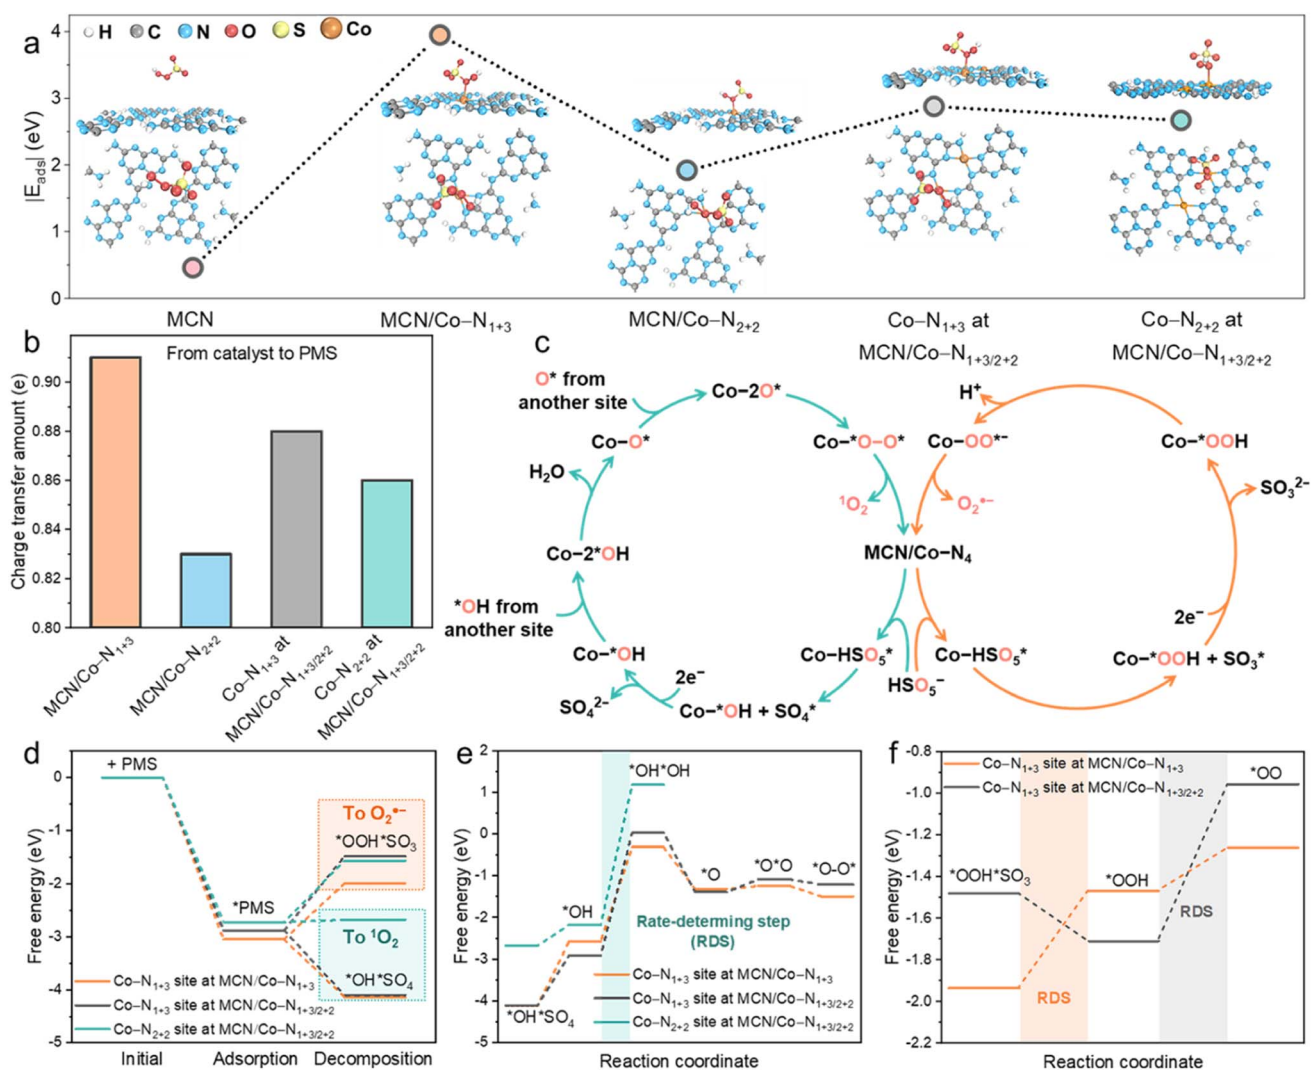 a
H C N O S Co
|E_ads| (eV)
4
3
2
1
0
MCN
MCN/Co−N₁₊₃
MCN/Co−N₂₊₂
Co−N₁₊₃ at
MCN/Co−N₁₊₃/₂₊₂
Co−N₂₊₂ at
MCN/Co−N₁₊₃/₂₊₂
b
From catalyst to PMS
Charge transfer amount (e)
0.90
0.88
0.86
0.84
0.82
0.80
MCN/Co−N₁₊₃
MCN/Co−N₂₊₂
Co−N₁₊₃ at
MCN/Co−N₁₊₃/₂₊₂
Co−N₂₊₂ at
MCN/Co−N₁₊₃/₂₊₂
c
O* from
another site
Co−2O*
Co−*O−O*
¹O₂
Co−O*
H₂O
Co−2*OH
*OH from
another site
Co−*OH
SO₄²⁻
2e⁻
Co−*OH + SO₄*
Co−HSO₅*
HSO₅⁻
MCN/Co−N₄
Co−HSO₅*
Co−*OOH + SO₃*
2e⁻
SO₃²⁻
Co−*OOH
H⁺
Co−OO*⁻
O₂•⁻
d
+ PMS
To O₂•⁻
*OOH*SO₃
*PMS
To ¹O₂
*OH*SO₄
Co−N₁₊₃ site at MCN/Co−N₁₊₃
Co−N₁₊₃ site at MCN/Co−N₁₊₃/₂₊₂
Co−N₂₊₂ site at MCN/Co−N₁₊₃/₂₊₂
Free energy (eV)
0
-1
-2
-3
-4
-5
Initial
Adsorption
Decomposition
e
*OH*OH
*O
*O*O
*O-O*
*OH
*OH*SO₄
Rate-determing step
(RDS)
Co−N₁₊₃ site at MCN/Co−N₁₊₃
Co−N₁₊₃ site at MCN/Co−N₁₊₃/₂₊₂
Co−N₂₊₂ site at MCN/Co−N₁₊₃/₂₊₂
Free energy (eV)
2
1
0
-1
-2
-3
-4
-5
Reaction coordinate
f
Co−N₁₊₃ site at MCN/Co−N₁₊₃
Co−N₁₊₃ site at MCN/Co−N₁₊₃/₂₊₂
*OO
*OOH*SO₃
*OOH
RDS
RDS
Free energy (eV)
-0.8
-1.0
-1.2
-1.4
-1.6
-1.8
-2.0
-2.2
Reaction coordinate